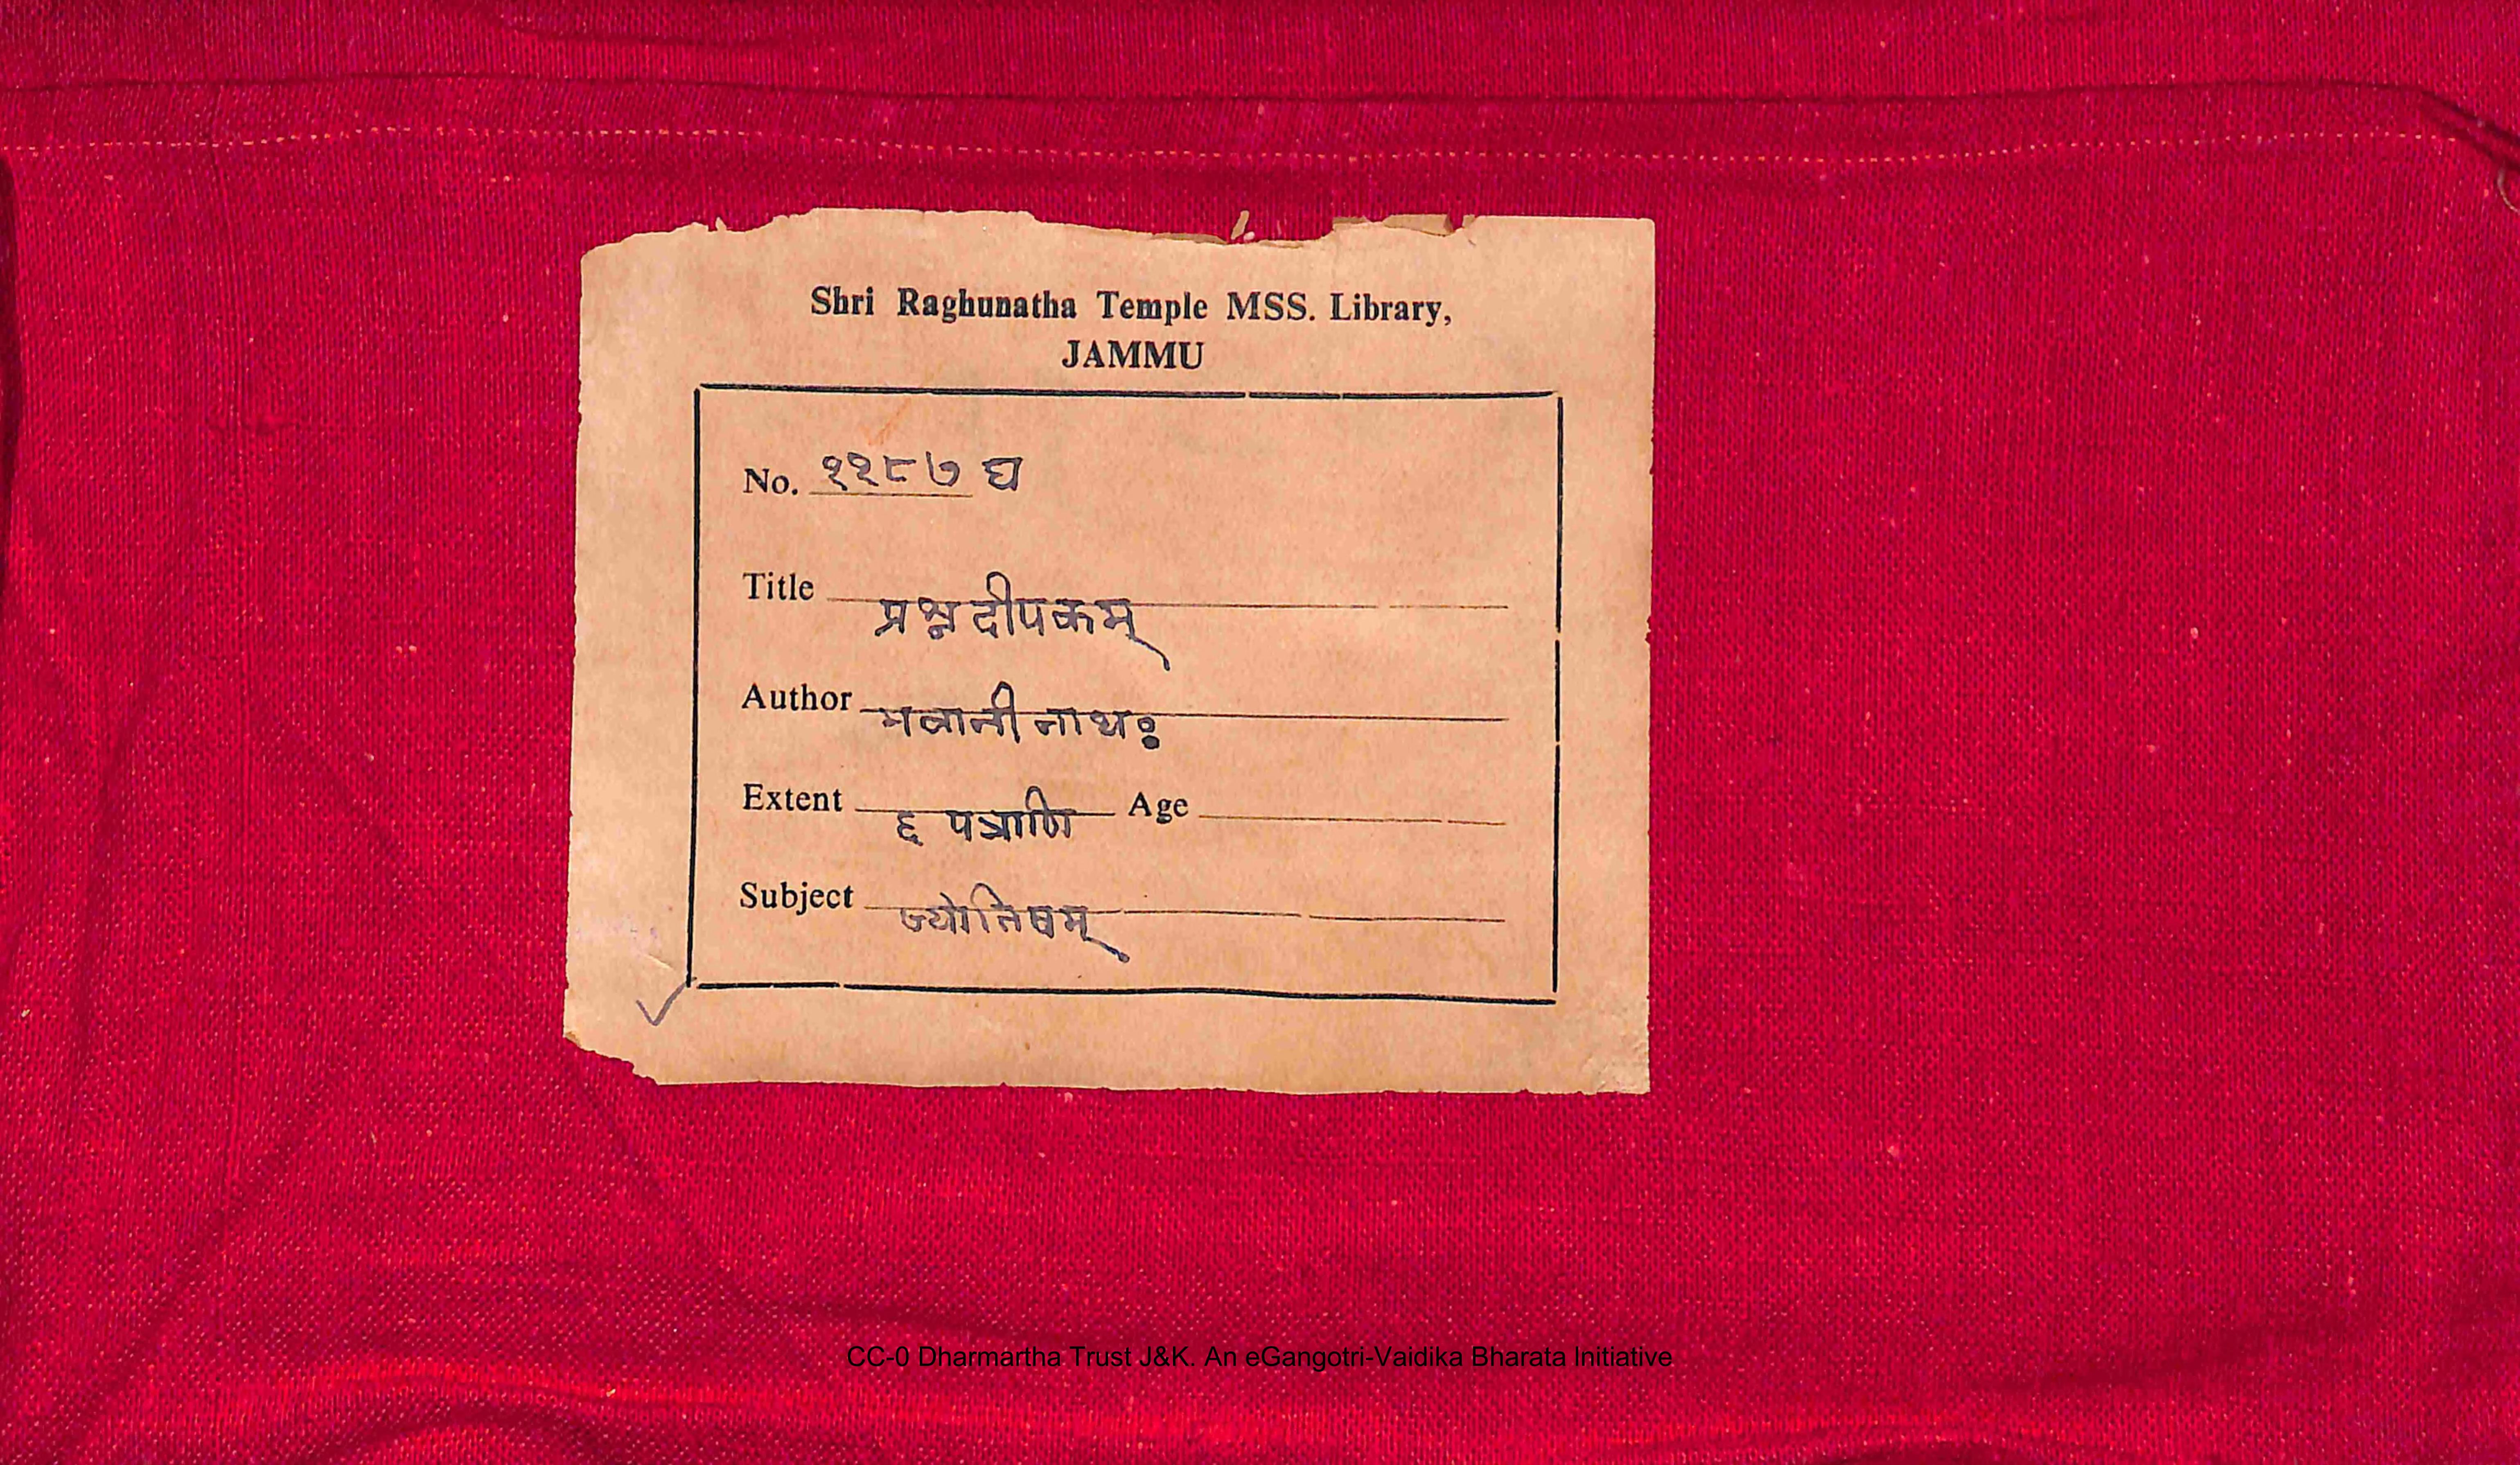 Shri Raghunatha Temple MSS. Library,
JAMMU
No. ११८७ घ
Title प्रश्नदीपकम्
Author भवानीनाथः
Extent ६ पत्राणि Age
Subject ज्योतिषम्
CC-0 Dharmartha Trust J&K. An eGangotri-Vaidika Bharata Initiative